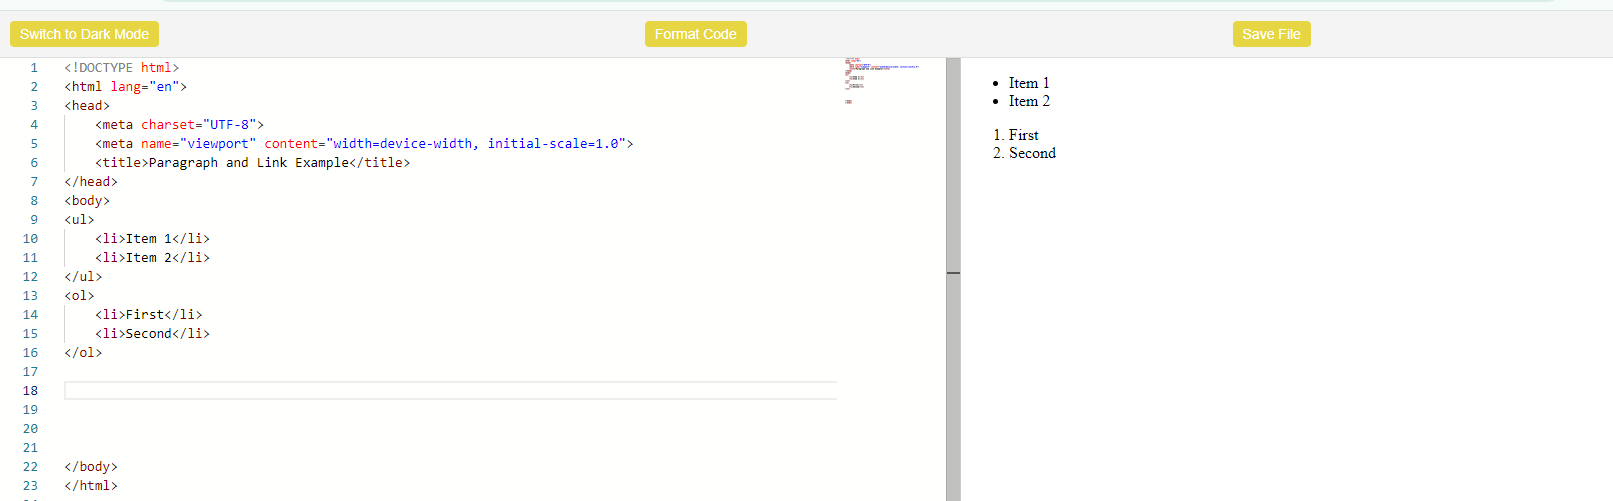 Switch to Dark Mode
Format Code
Save File
1 <!DOCTYPE html>
2 <html lang="en">
3 <head>
4     <meta charset="UTF-8">
5     <meta name="viewport" content="width=device-width, initial-scale=1.0">
6     <title>Paragraph and Link Example</title>
7 </head>
8 <body>
9 <ul>
10     <li>Item 1</li>
11     <li>Item 2</li>
12 </ul>
13 <ol>
14     <li>First</li>
15     <li>Second</li>
16 </ol>
17
18
19
20
21
22 </body>
23 </html>
• Item 1
• Item 2
1. First
2. Second